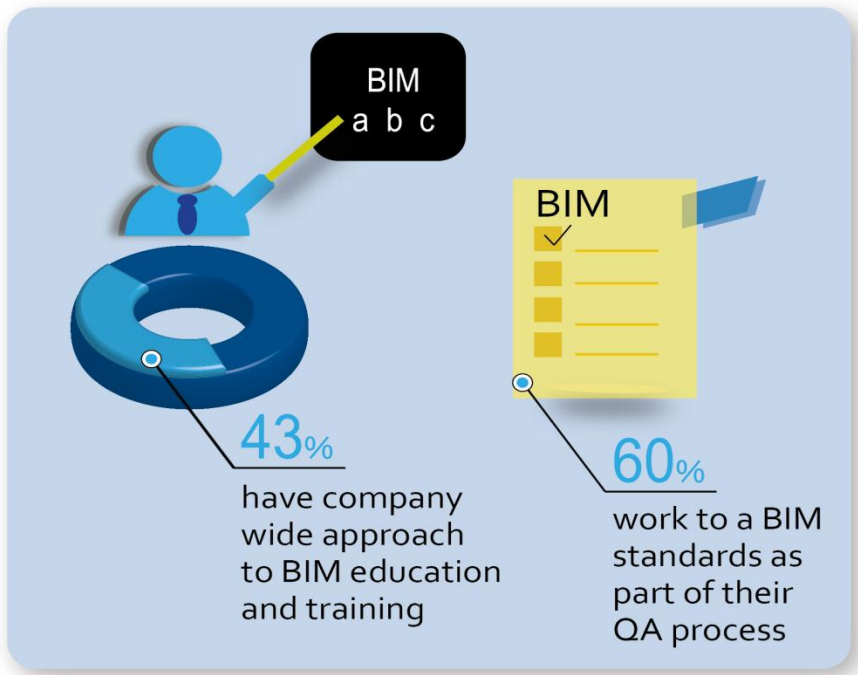 BIM
a b c
43%
have company
wide approach
to BIM education
and training
BIM
60%
work to a BIM
standards as
part of their
QA process